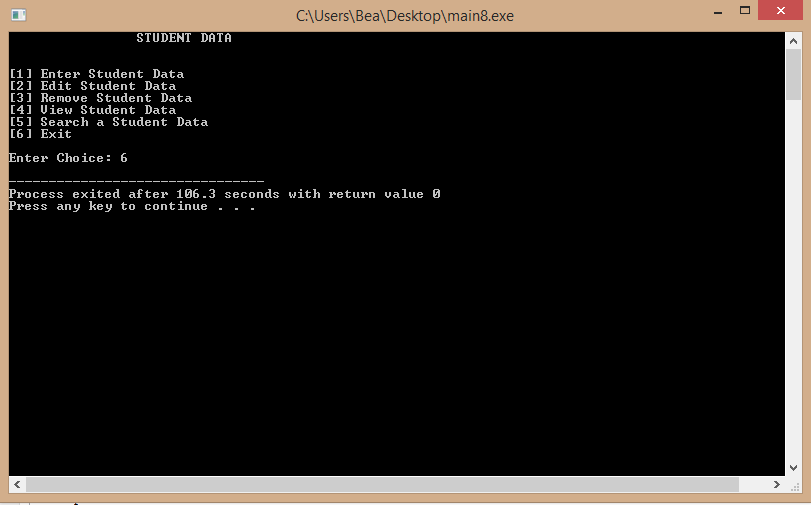 C:\Users\Bea\Desktop\main8.exe
STUDENT DATA
[1] Enter Student Data
[2] Edit Student Data
[3] Remove Student Data
[4] View Student Data
[5] Search a Student Data
[6] Exit
Enter Choice: 6
--------------------------------
Process exited after 106.3 seconds with return value 0
Press any key to continue . . .